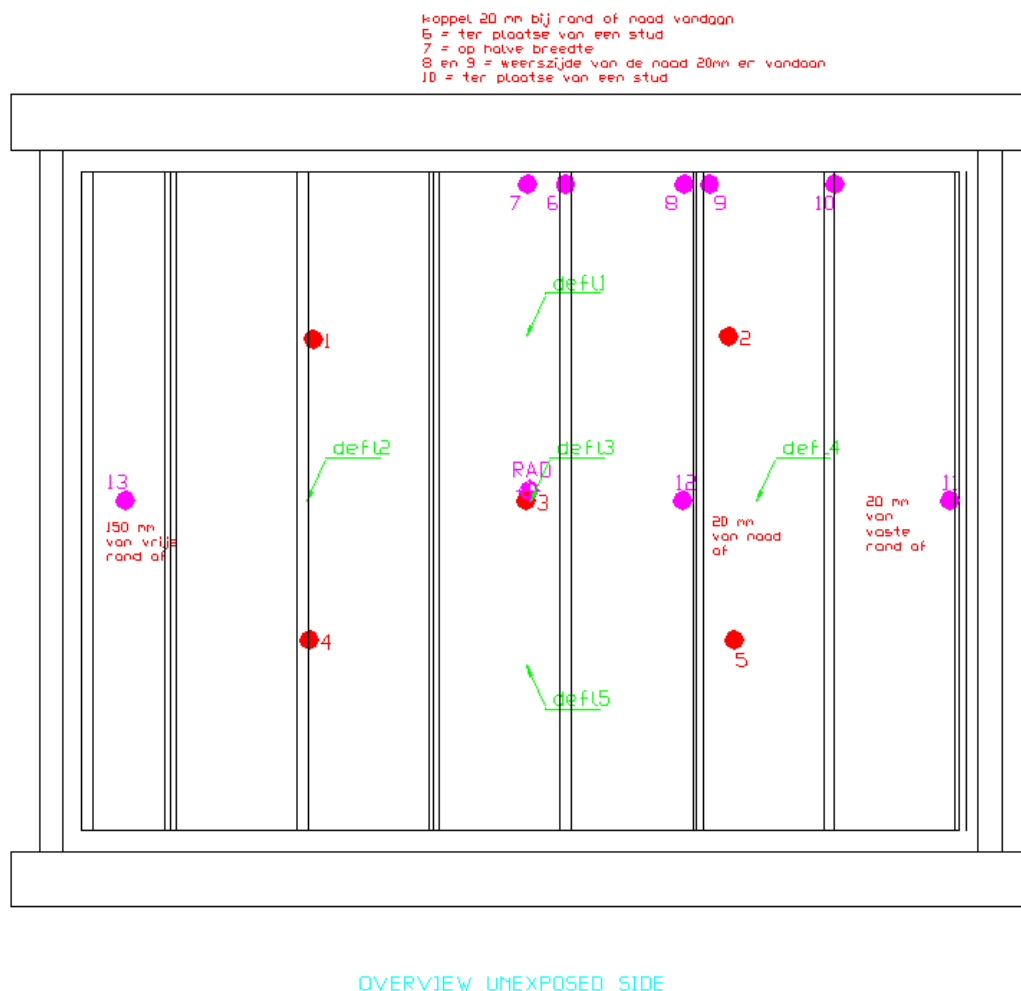 koppel 20 mm bij rand of naad vandaan
6 = ter plaatse van een stud
7 = op halve breedte
8 en 9 = weerszijde van de naad 20mm er vandaan
10 = ter plaatse van een stud
7 6 8 9 10
defl1
1 2
defl2 defl3 defl4
RAD
13 3 12 11
150 mm
van vrije
rand af
20 mm
van naad
af
20 mm
van
vaste
rand af
4 5
defl5
OVERVIEW UNEXPOSED SIDE